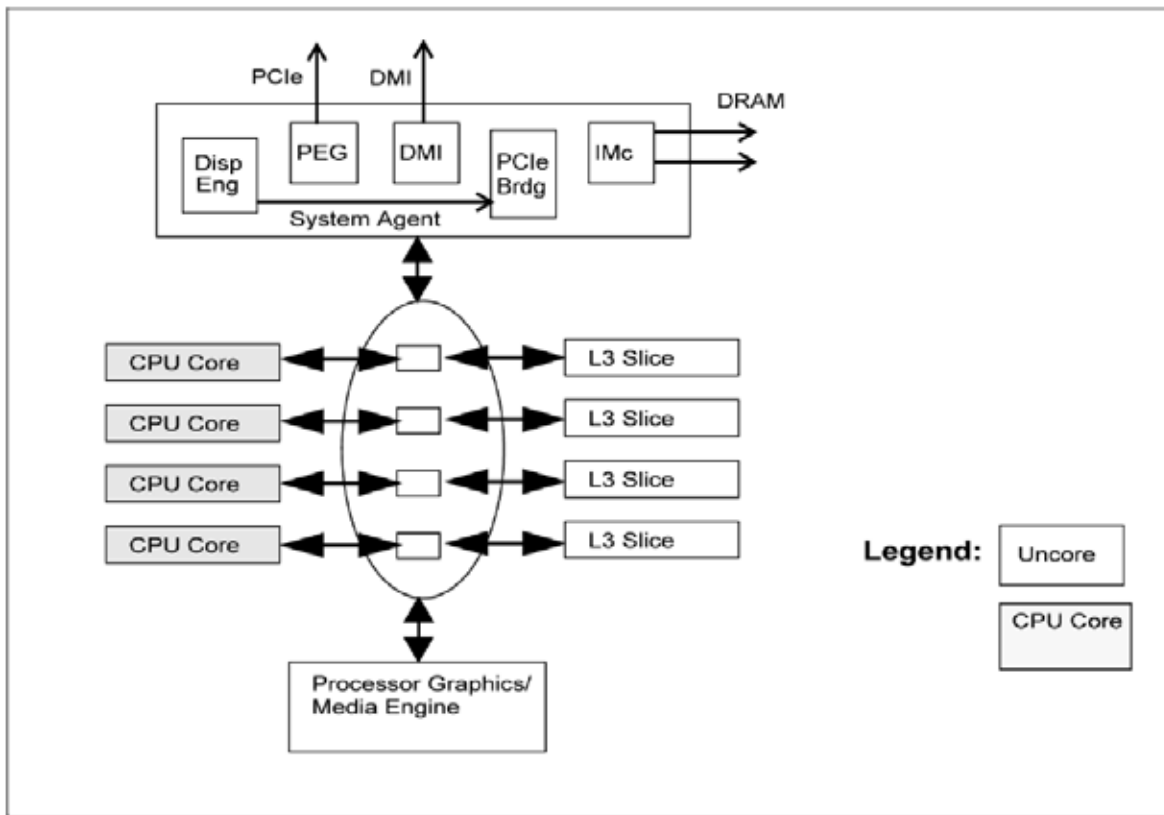 PCIe
DMI
DRAM
Disp
Eng
PEG
DMI
PCIe
Brdg
IMc
System Agent
CPU Core
L3 Slice
CPU Core
L3 Slice
CPU Core
L3 Slice
CPU Core
L3 Slice
Legend:
Uncore
CPU Core
Processor Graphics/
Media Engine